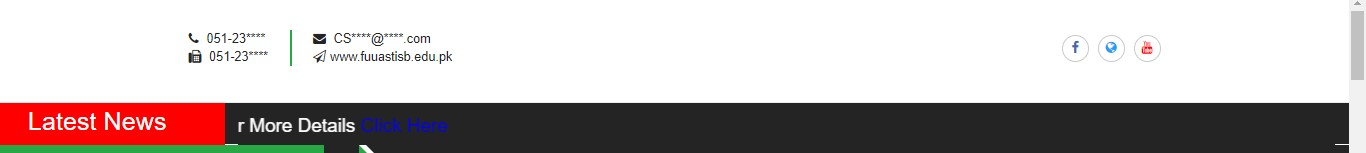 051-23**** CS****@****.com
051-23**** www.fuuastisb.edu.pk
Latest News r More Details Click Here